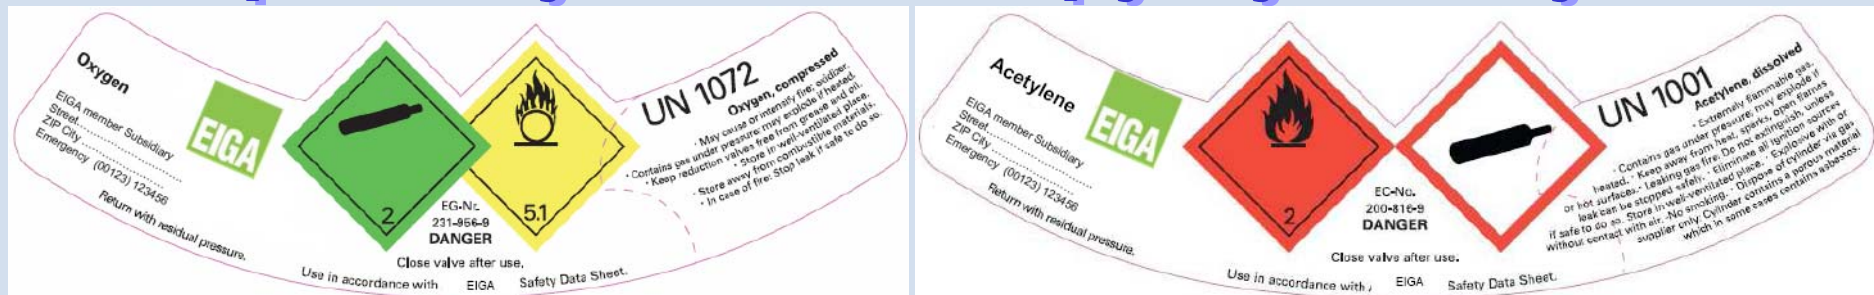 Oxygen
EIGA member Subsidiary
Street
ZIP City
Emergency (00123) 123456
Return with residual pressure.
EIGA
2
5.1
EG-Nr.
231-956-9
DANGER
Close valve after use.
Use in accordance with EIGA Safety Data Sheet.
UN 1072
Oxygen, compressed
· May cause or intensify fire; oxidizer.
· Contains gas under pressure; may explode if heated.
· Keep reduction valves free from grease and oil.
· Store in well-ventilated place.
· Store away from combustible materials.
· In case of fire: Stop leak if safe to do so.
Acetylene
EIGA member Subsidiary
Street
ZIP City
Emergency (00123) 123456
Return with residual pressure.
EIGA
2
EC-No.
200-816-9
DANGER
Close valve after use.
Use in accordance with EIGA Safety Data Sheet.
UN 1001
Acetylene, dissolved
· Extremely flammable gas.
· Contains gas under pressure; may explode if
heated. · Keep away from heat, sparks, open flames
or hot surfaces. · Leaking gas fire: Do not extinguish, unless
leak can be stopped safely. · Eliminate all ignition sources
if safe to do so. Store in well-ventilated place. · Explosive with or
without contact with air. · No smoking. · Dispose of cylinder via gas
supplier only. Cylinder contains a porous material
which in some cases contains asbestos.